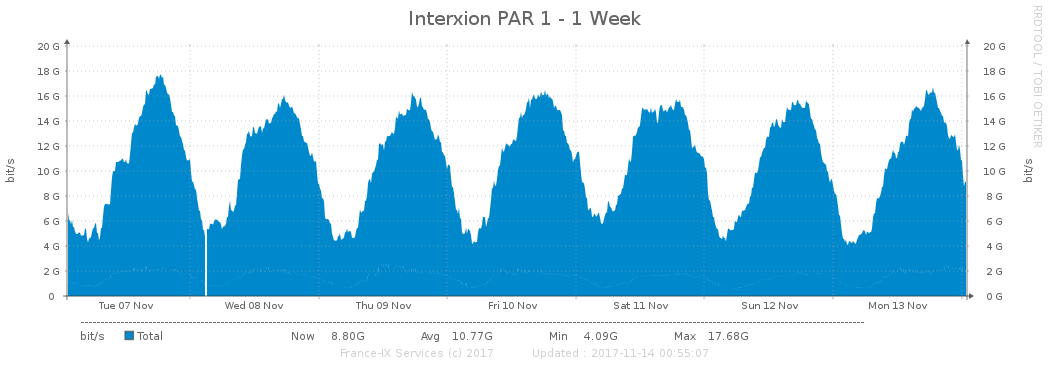 Interxion PAR 1 - 1 Week
RRDTOOL / TOBI OETIKER
20 G 20 G
18 G 18 G
16 G 16 G
14 G 14 G
12 G 12 G
10 G 10 G
8 G 8 G
6 G 6 G
4 G 4 G
2 G 2 G
0 0 G
bit/s
bit/s
Tue 07 Nov Wed 08 Nov Thu 09 Nov Fri 10 Nov Sat 11 Nov Sun 12 Nov Mon 13 Nov
bit/s Total Now 8.80G Avg 10.77G Min 4.09G Max 17.68G
France-IX Services (c) 2017 Updated : 2017-11-14 00:55:07